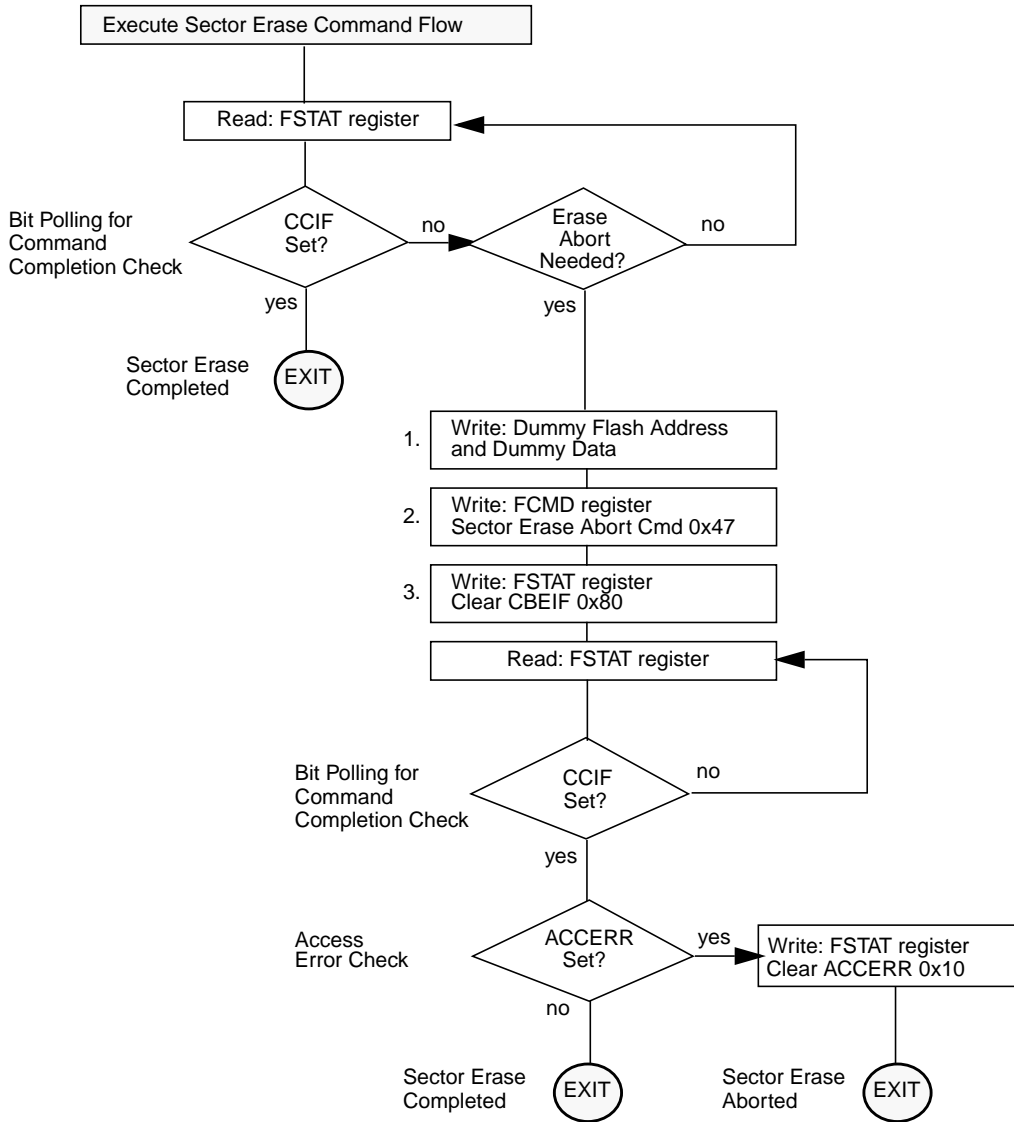 Execute Sector Erase Command Flow
Read: FSTAT register
Bit Polling for
Command
Completion Check
CCIF
Set?
no
Erase
Abort
Needed?
no
yes
yes
Sector Erase
Completed
EXIT
1.
Write: Dummy Flash Address
and Dummy Data
2.
Write: FCMD register
Sector Erase Abort Cmd 0x47
3.
Write: FSTAT register
Clear CBEIF 0x80
Read: FSTAT register
Bit Polling for
Command
Completion Check
CCIF
Set?
no
yes
Access
Error Check
ACCERR
Set?
yes
Write: FSTAT register
Clear ACCERR 0x10
no
Sector Erase
Completed
EXIT
Sector Erase
Aborted
EXIT